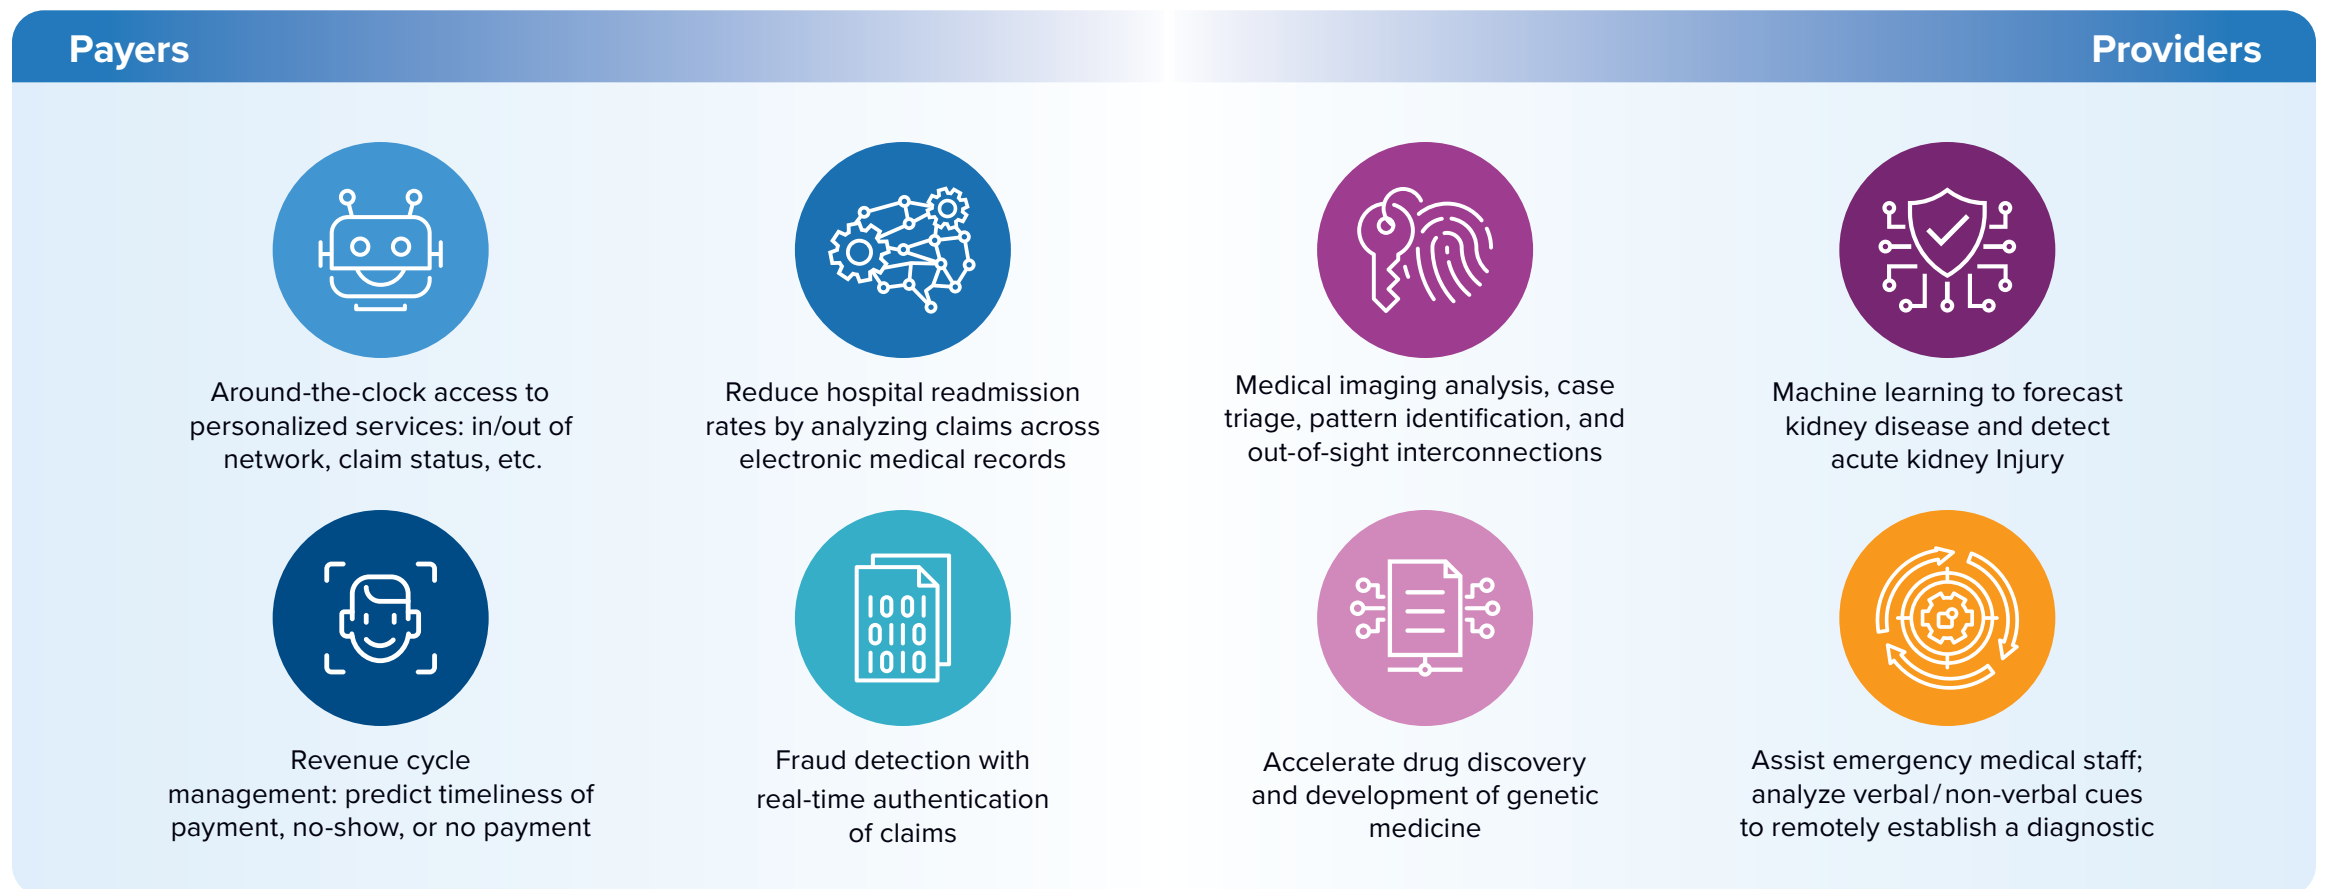 Payers
Providers
Around-the-clock access to
personalized services: in/out of
network, claim status, etc.
Reduce hospital readmission
rates by analyzing claims across
electronic medical records
Medical imaging analysis, case
triage, pattern identification, and
out-of-sight interconnections
Machine learning to forecast
kidney disease and detect
acute kidney Injury
1001
0110
1010
Revenue cycle
management: predict timeliness of
payment, no-show, or no payment
Fraud detection with
real-time authentication
of claims
Accelerate drug discovery
and development of genetic
medicine
Assist emergency medical staff;
analyze verbal/non-verbal cues
to remotely establish a diagnostic